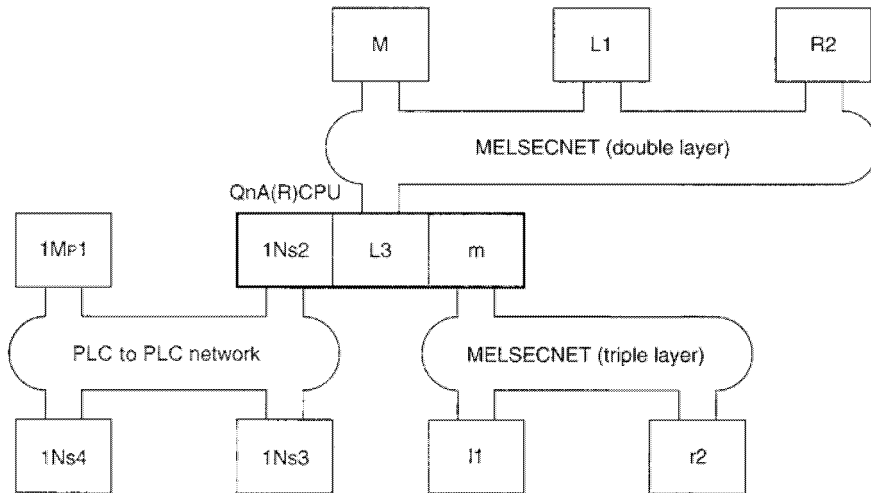 M
L1
R2
MELSECNET (double layer)
QnA(R)CPU
1MP1
1Ns2
L3
m
PLC to PLC network
MELSECNET (triple layer)
1Ns4
1Ns3
l1
r2